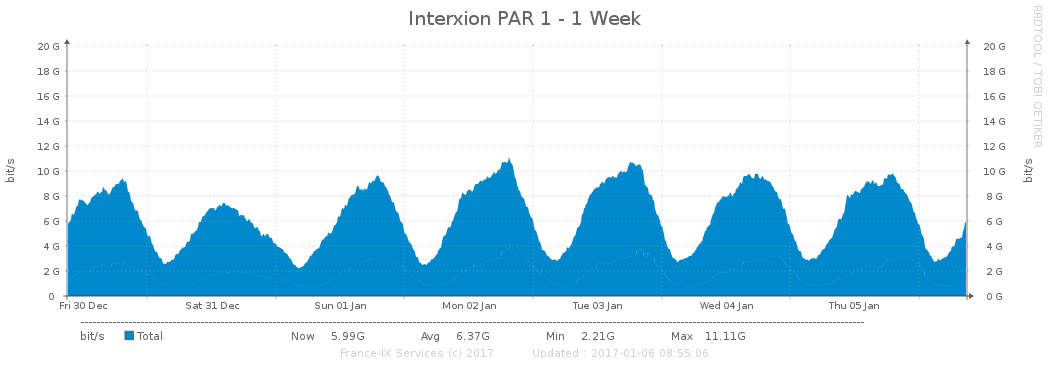 Interxion PAR 1 - 1 Week
RRDTOOL / TOBI OETIKER
bit/s
bit/s
20 G 20 G
18 G 18 G
16 G 16 G
14 G 14 G
12 G 12 G
10 G 10 G
8 G 8 G
6 G 6 G
4 G 4 G
2 G 2 G
0 0 G
Fri 30 Dec Sat 31 Dec Sun 01 Jan Mon 02 Jan Tue 03 Jan Wed 04 Jan Thu 05 Jan
bit/s Total Now 5.99G Avg 6.37G Min 2.21G Max 11.11G
France-IX Services (c) 2017 Updated : 2017-01-06 08:55:06